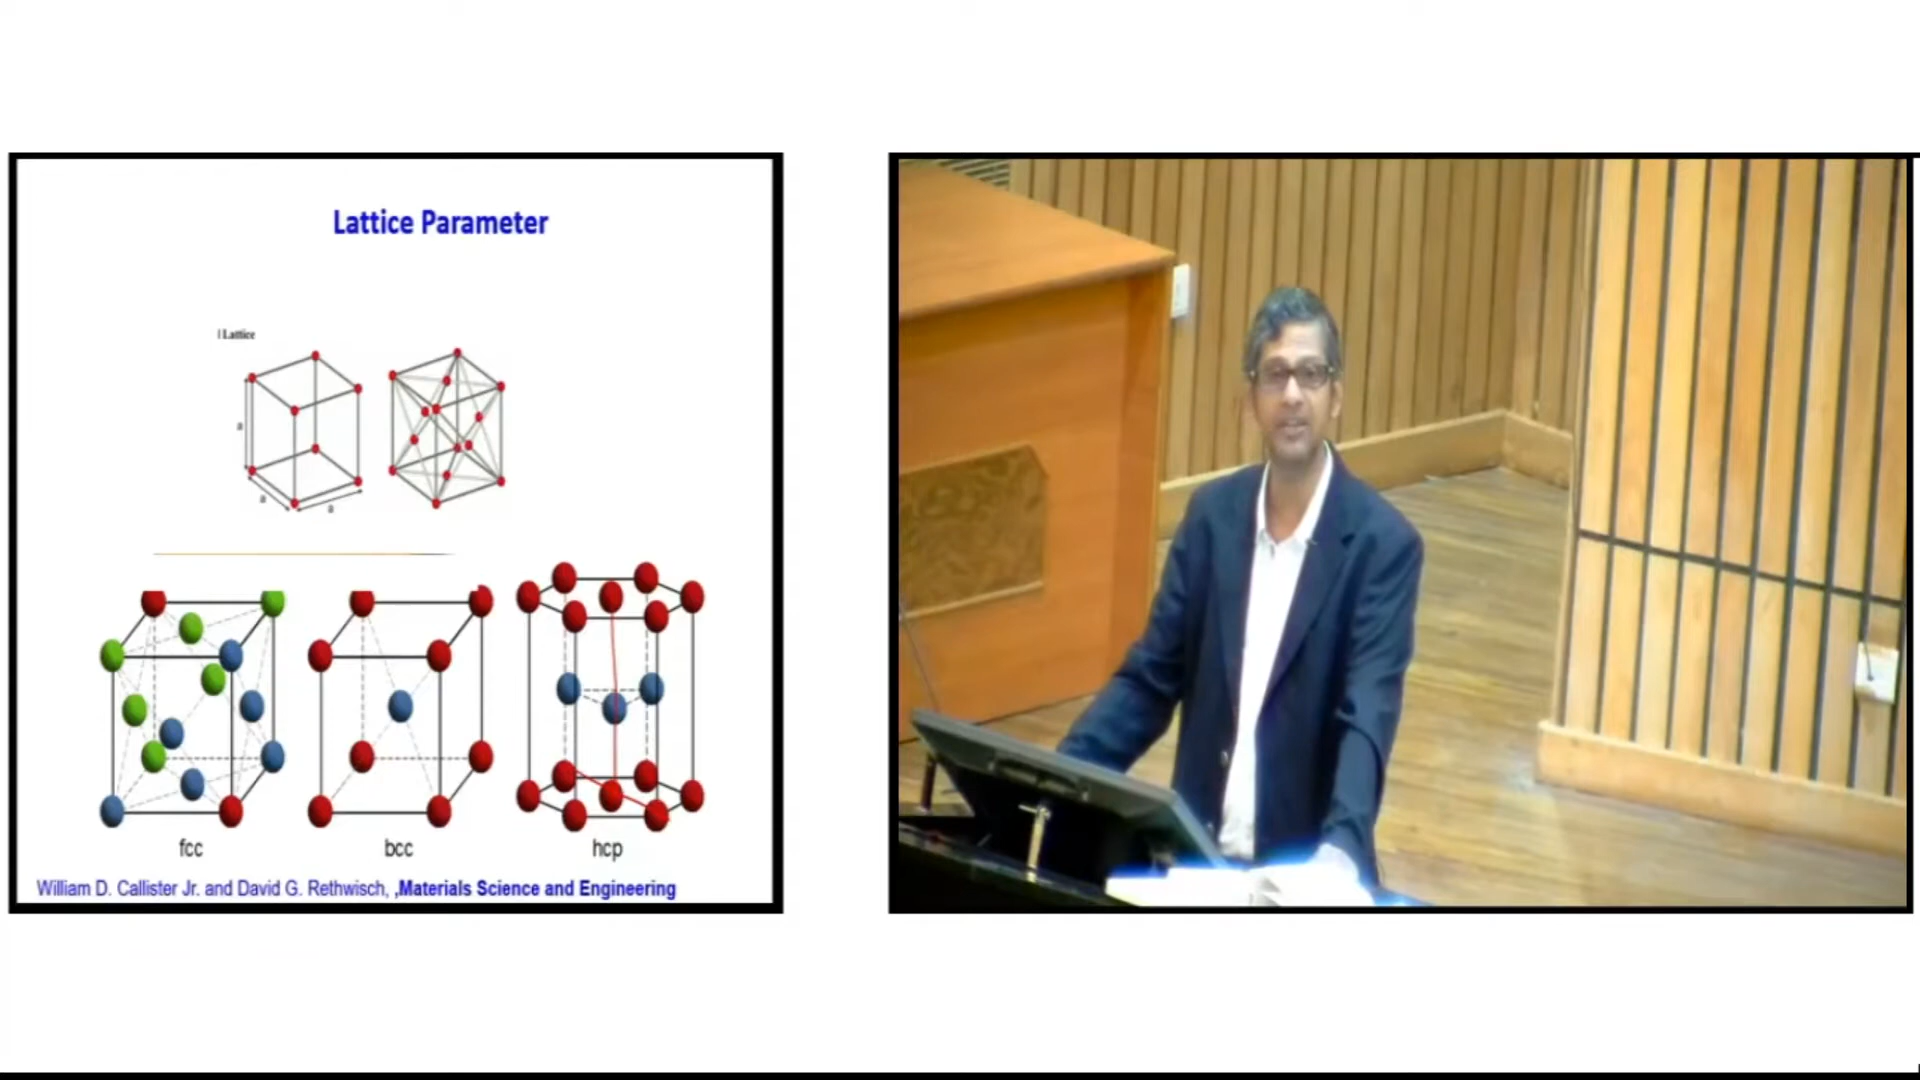 Lattice Parameter
l Lattice
a
a
a
fcc
bcc
hcp
William D. Callister Jr. and David G. Rethwisch, ,Materials Science and Engineering